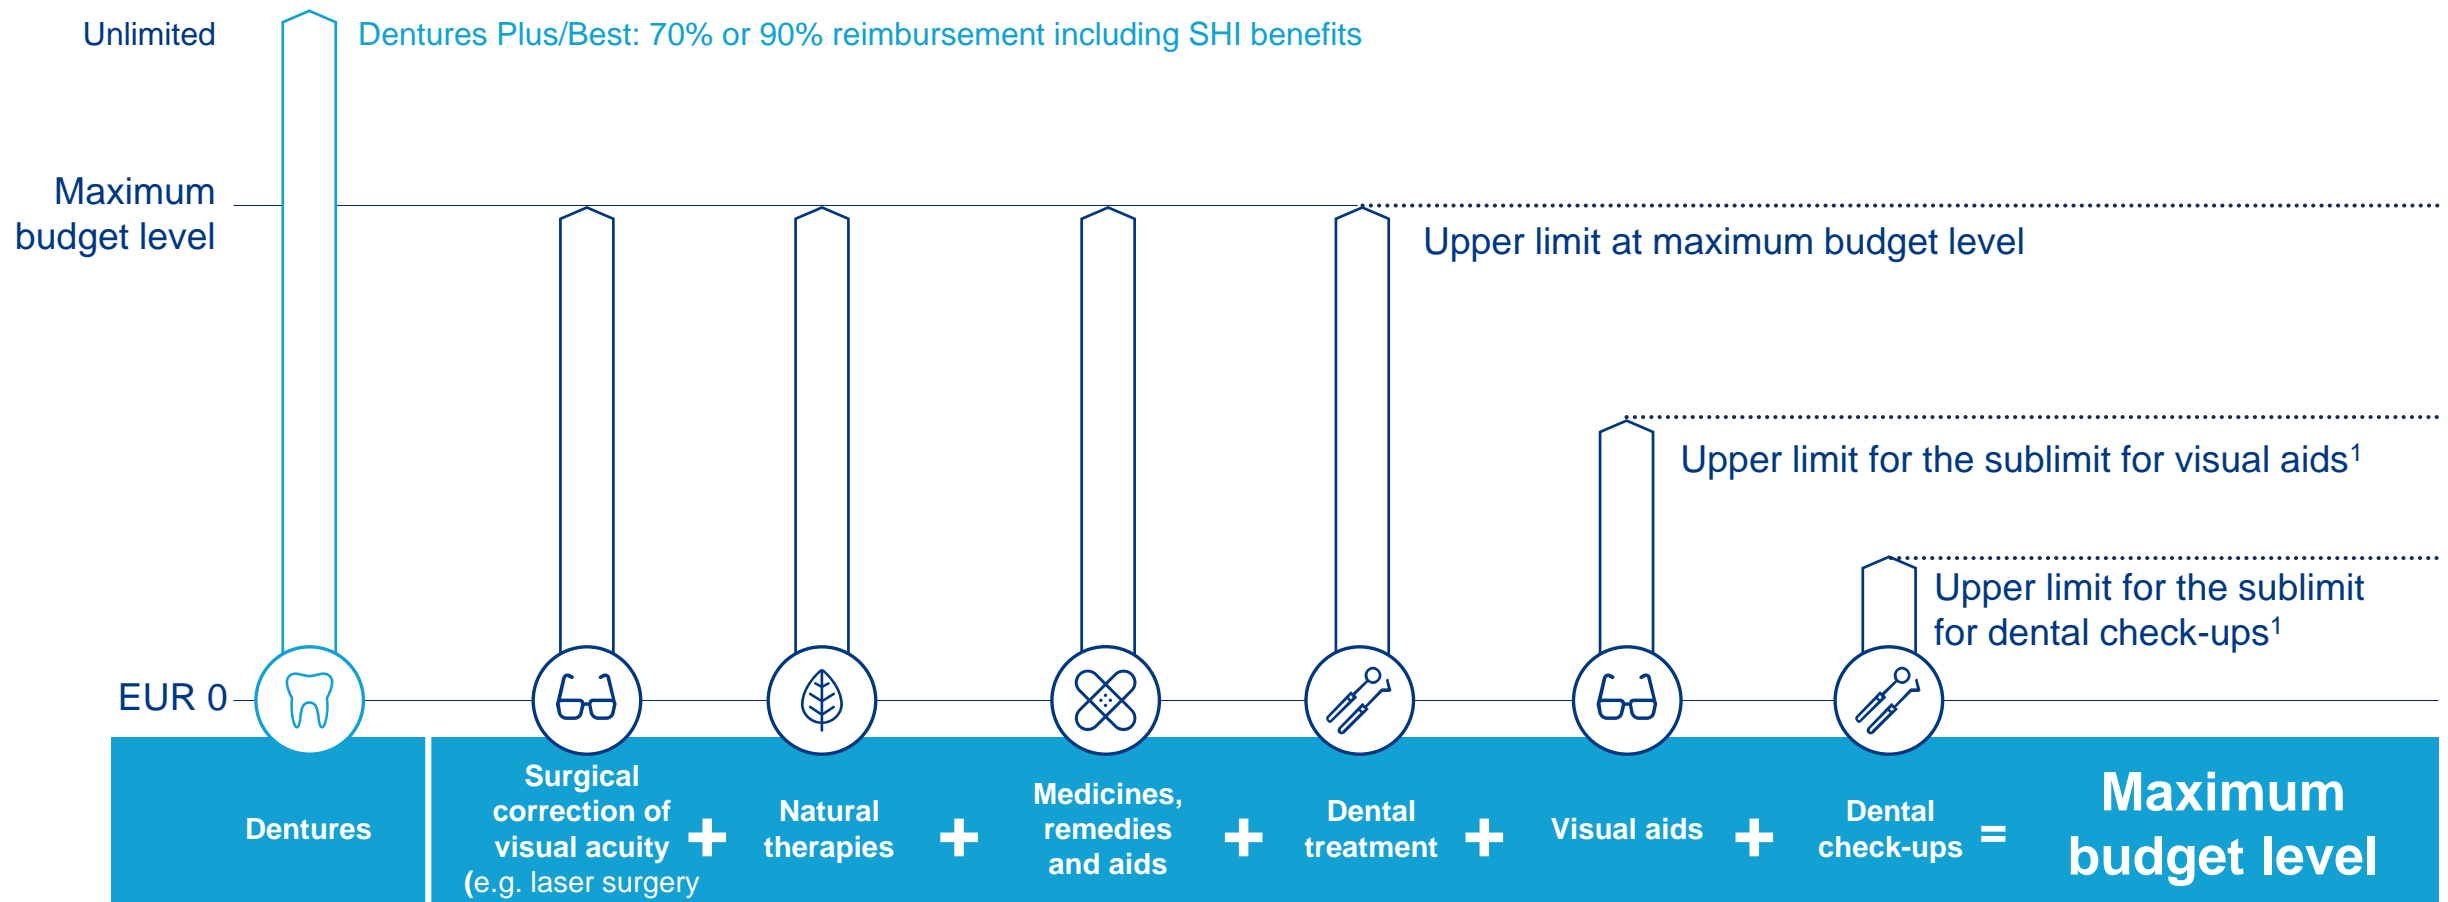 Unlimited
Dentures Plus/Best: 70% or 90% reimbursement including SHI benefits
Maximum
budget level
Upper limit at maximum budget level
Upper limit for the sublimit for visual aids¹
Upper limit for the sublimit
for dental check-ups¹
EUR 0
Dentures
Surgical
correction of
visual acuity
(e.g. laser surgery
+
Natural
therapies
+
Medicines,
remedies
and aids
+
Dental
treatment
+
Visual aids
+
Dental
check-ups
=
Maximum
budget level